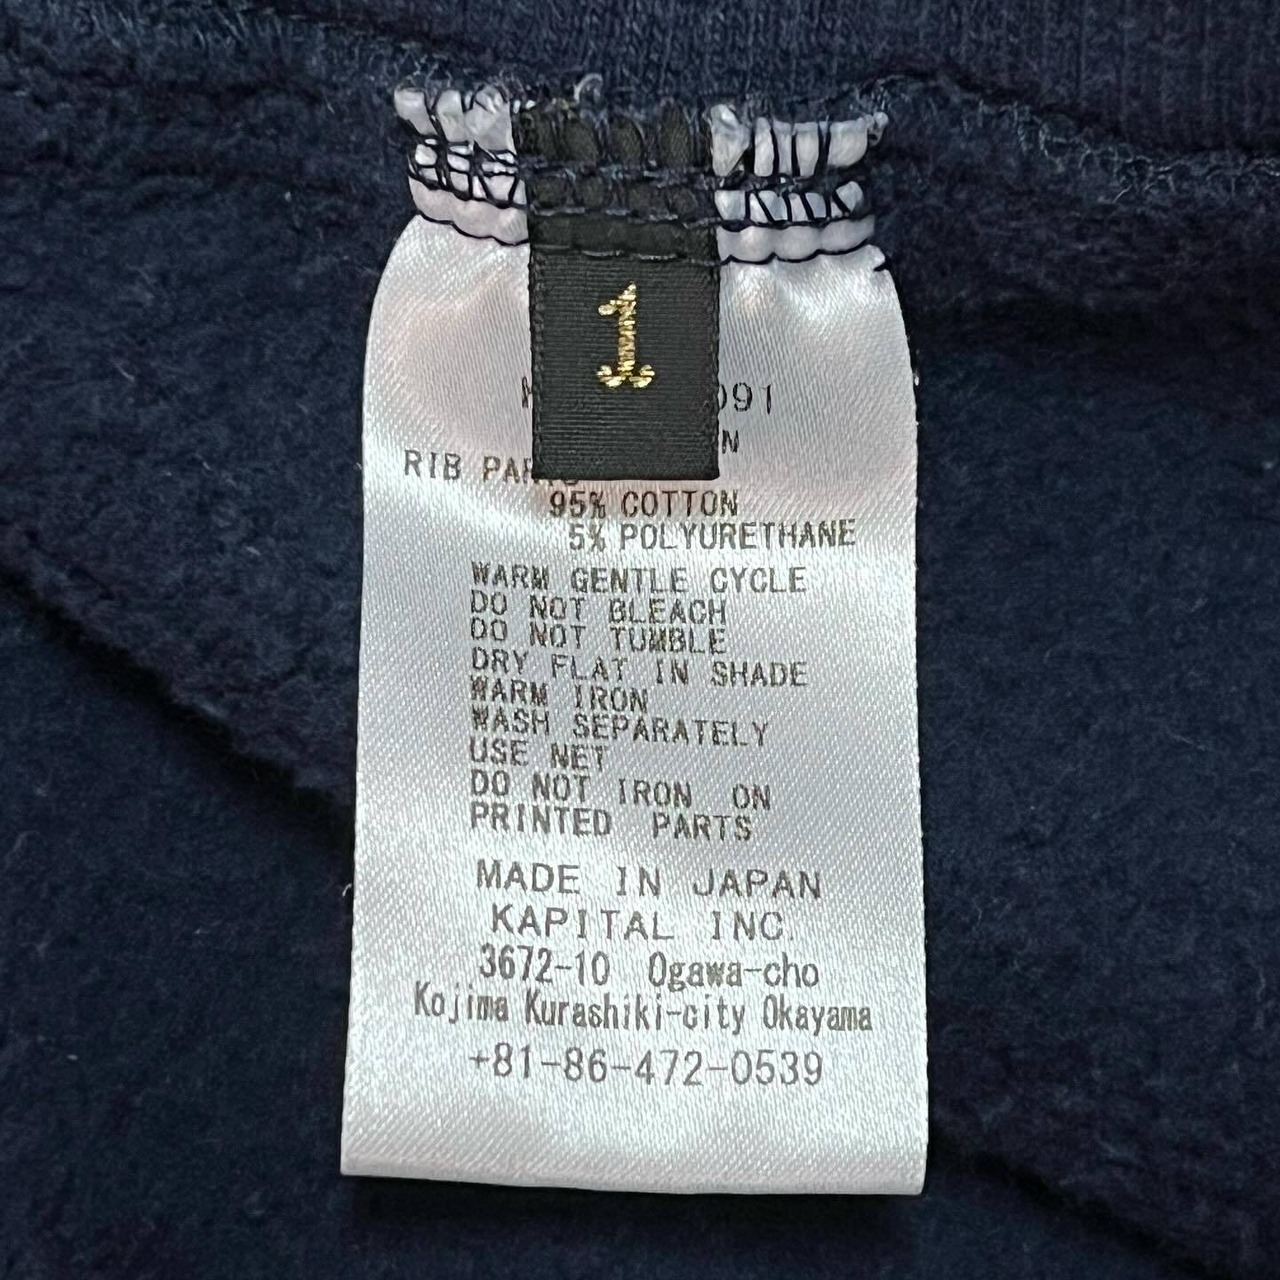 1
091
RIB PARTS
95% COTTON
5% POLYURETHANE
WARM GENTLE CYCLE
DO NOT BLEACH
DO NOT TUMBLE
DRY FLAT IN SHADE
WARM IRON
WASH SEPARATELY
USE NET
DO NOT IRON ON
PRINTED PARTS
MADE IN JAPAN
KAPITAL INC.
3672-10 Ogawa-cho
Kojima Kurashiki-city Okayama
+81-86-472-0539